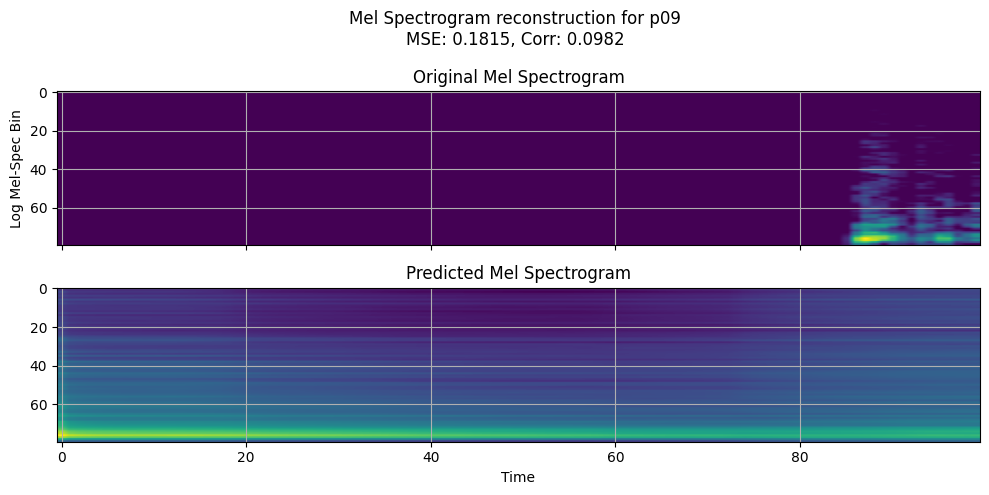 Mel Spectrogram reconstruction for p09
MSE: 0.1815, Corr: 0.0982
Original Mel Spectrogram
Log Mel-Spec Bin
0
20
40
60
Predicted Mel Spectrogram
0
20
40
60
0 20 40 60 80
Time